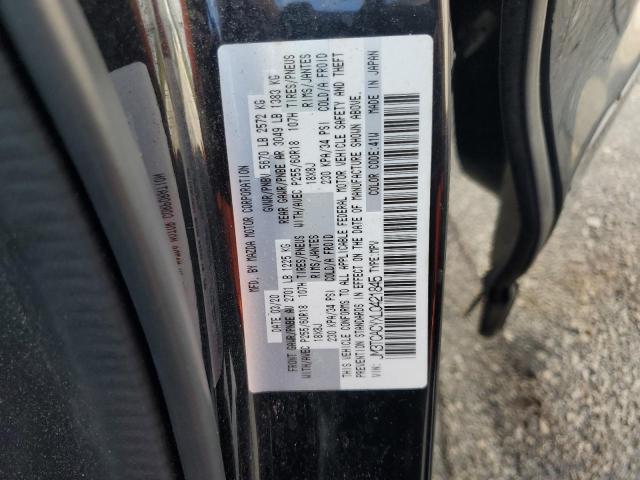 MFD. BY MAZDA MOTOR CORPORATION
DATE 03/20 GVWR/PNBV 5670 LB 2572 KG
FRONT GAWR/PNBE AV 2701 LB 1225 KG REAR GAWR/PNBE AR 3049 LB 1383 KG
WITH/AVEC P255/60R18 107H TIRES/PNEUS WITH/AVEC P255/60R18 107H TIRES/PNEUS
18X8J RIMS/JANTES 18X8J RIMS/JANTES
230 KPA/34 PSI COLD/A FROID 230 KPA/34 PSI COLD/A FROID
THIS VEHICLE CONFORMS TO ALL APPLICABLE FEDERAL MOTOR VEHICLE SAFETY AND THEFT
PREVENTION STANDARDS IN EFFECT ON THE DATE OF MANUFACTURE SHOWN ABOVE.
VIN: JM3TCACYXL0421845 TYPE:MPV COLOR CODE:41W MADE IN JAPAN